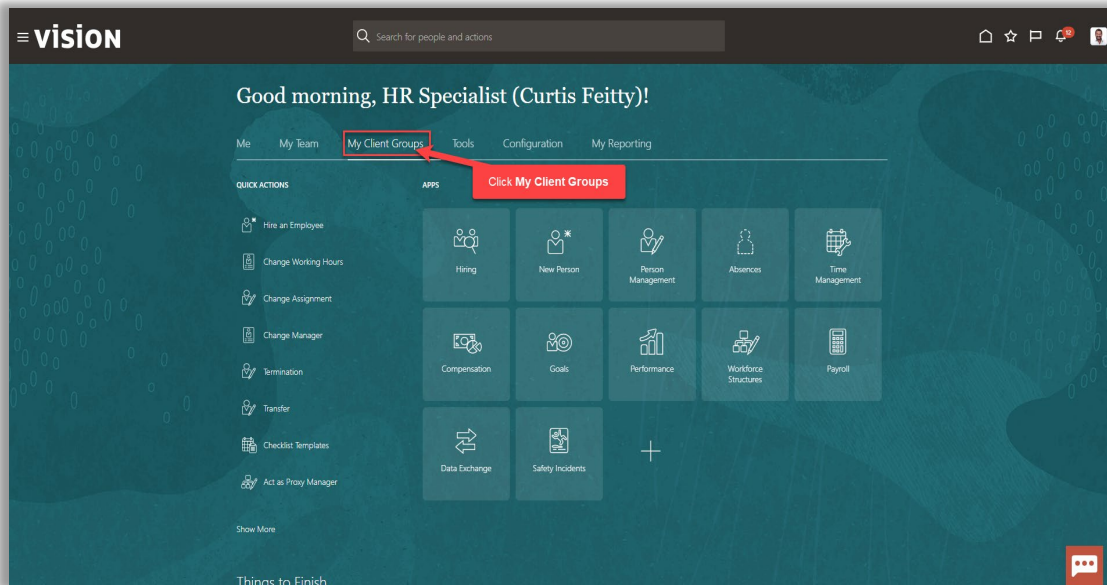 vision
Search for people and actions
12
Good morning, HR Specialist (Curtis Feitty)!
Me My Team My Client Groups Tools Configuration My Reporting
Click My Client Groups
QUICK ACTIONS
Hire an Employee
Change Working Hours
Change Assignment
Change Manager
Termination
Transfer
Checklist Templates
Act as Proxy Manager
Show More
APPS
Hiring
New Person
Person
Management
Absences
Time
Management
Compensation
Goals
Performance
Workforce
Structures
Payroll
Data Exchange
Safety Incidents
Things to Finish